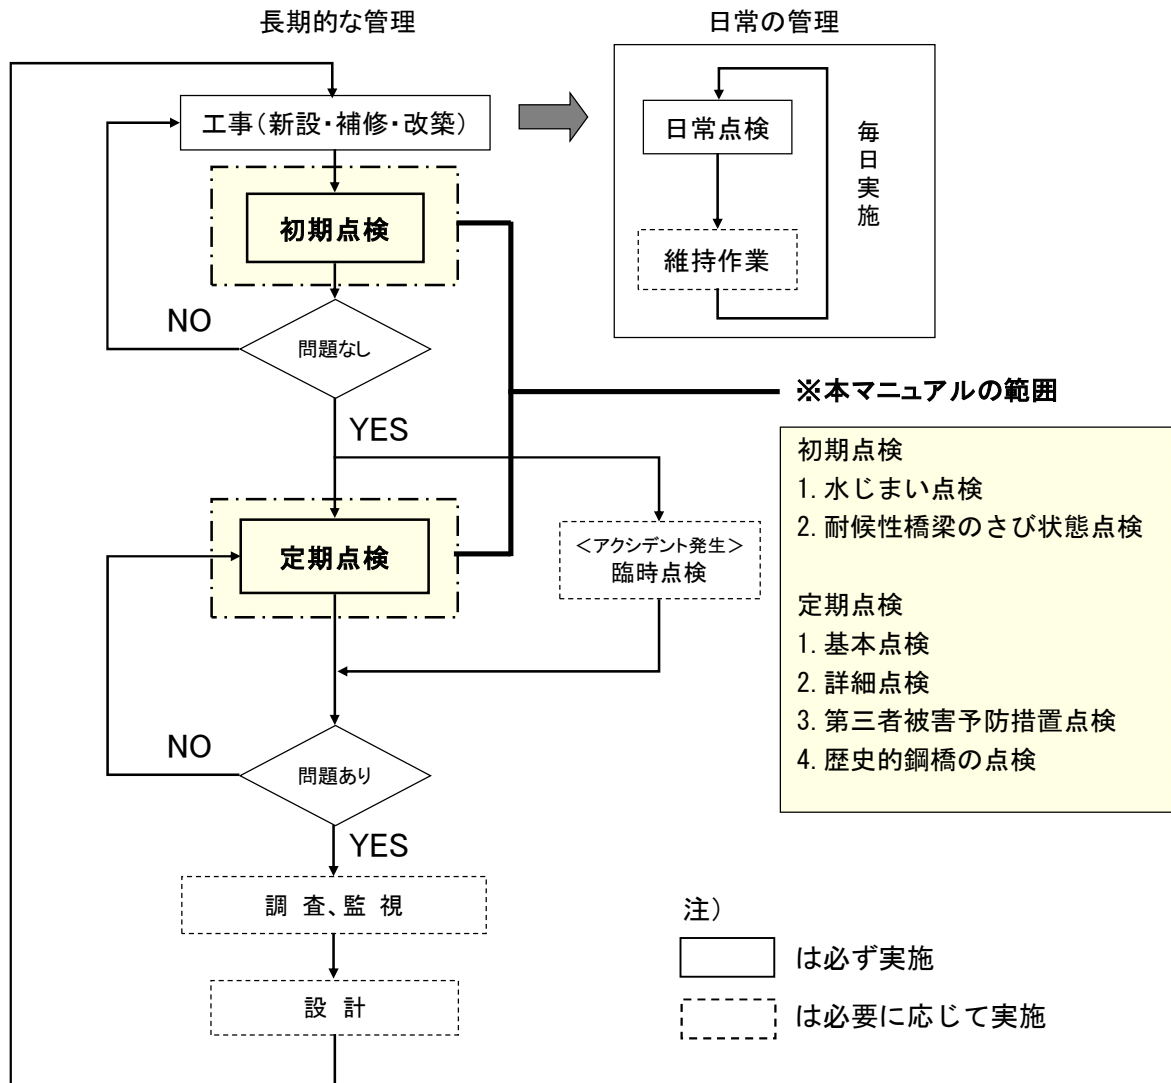 長期的な管理
日常の管理
工事(新設・補修・改築)
日常点検
毎日実施
初期点検
維持作業
NO
問題なし
※本マニュアルの範囲
YES
初期点検
1. 水じまい点検
2. 耐候性橋梁のさび状態点検
定期点検
<アクシデント発生>
臨時点検
定期点検
1. 基本点検
2. 詳細点検
3. 第三者被害予防措置点検
4. 歴史的鋼橋の点検
NO
問題あり
YES
調 査、監 視
注)
は必ず実施
設 計
は必要に応じて実施